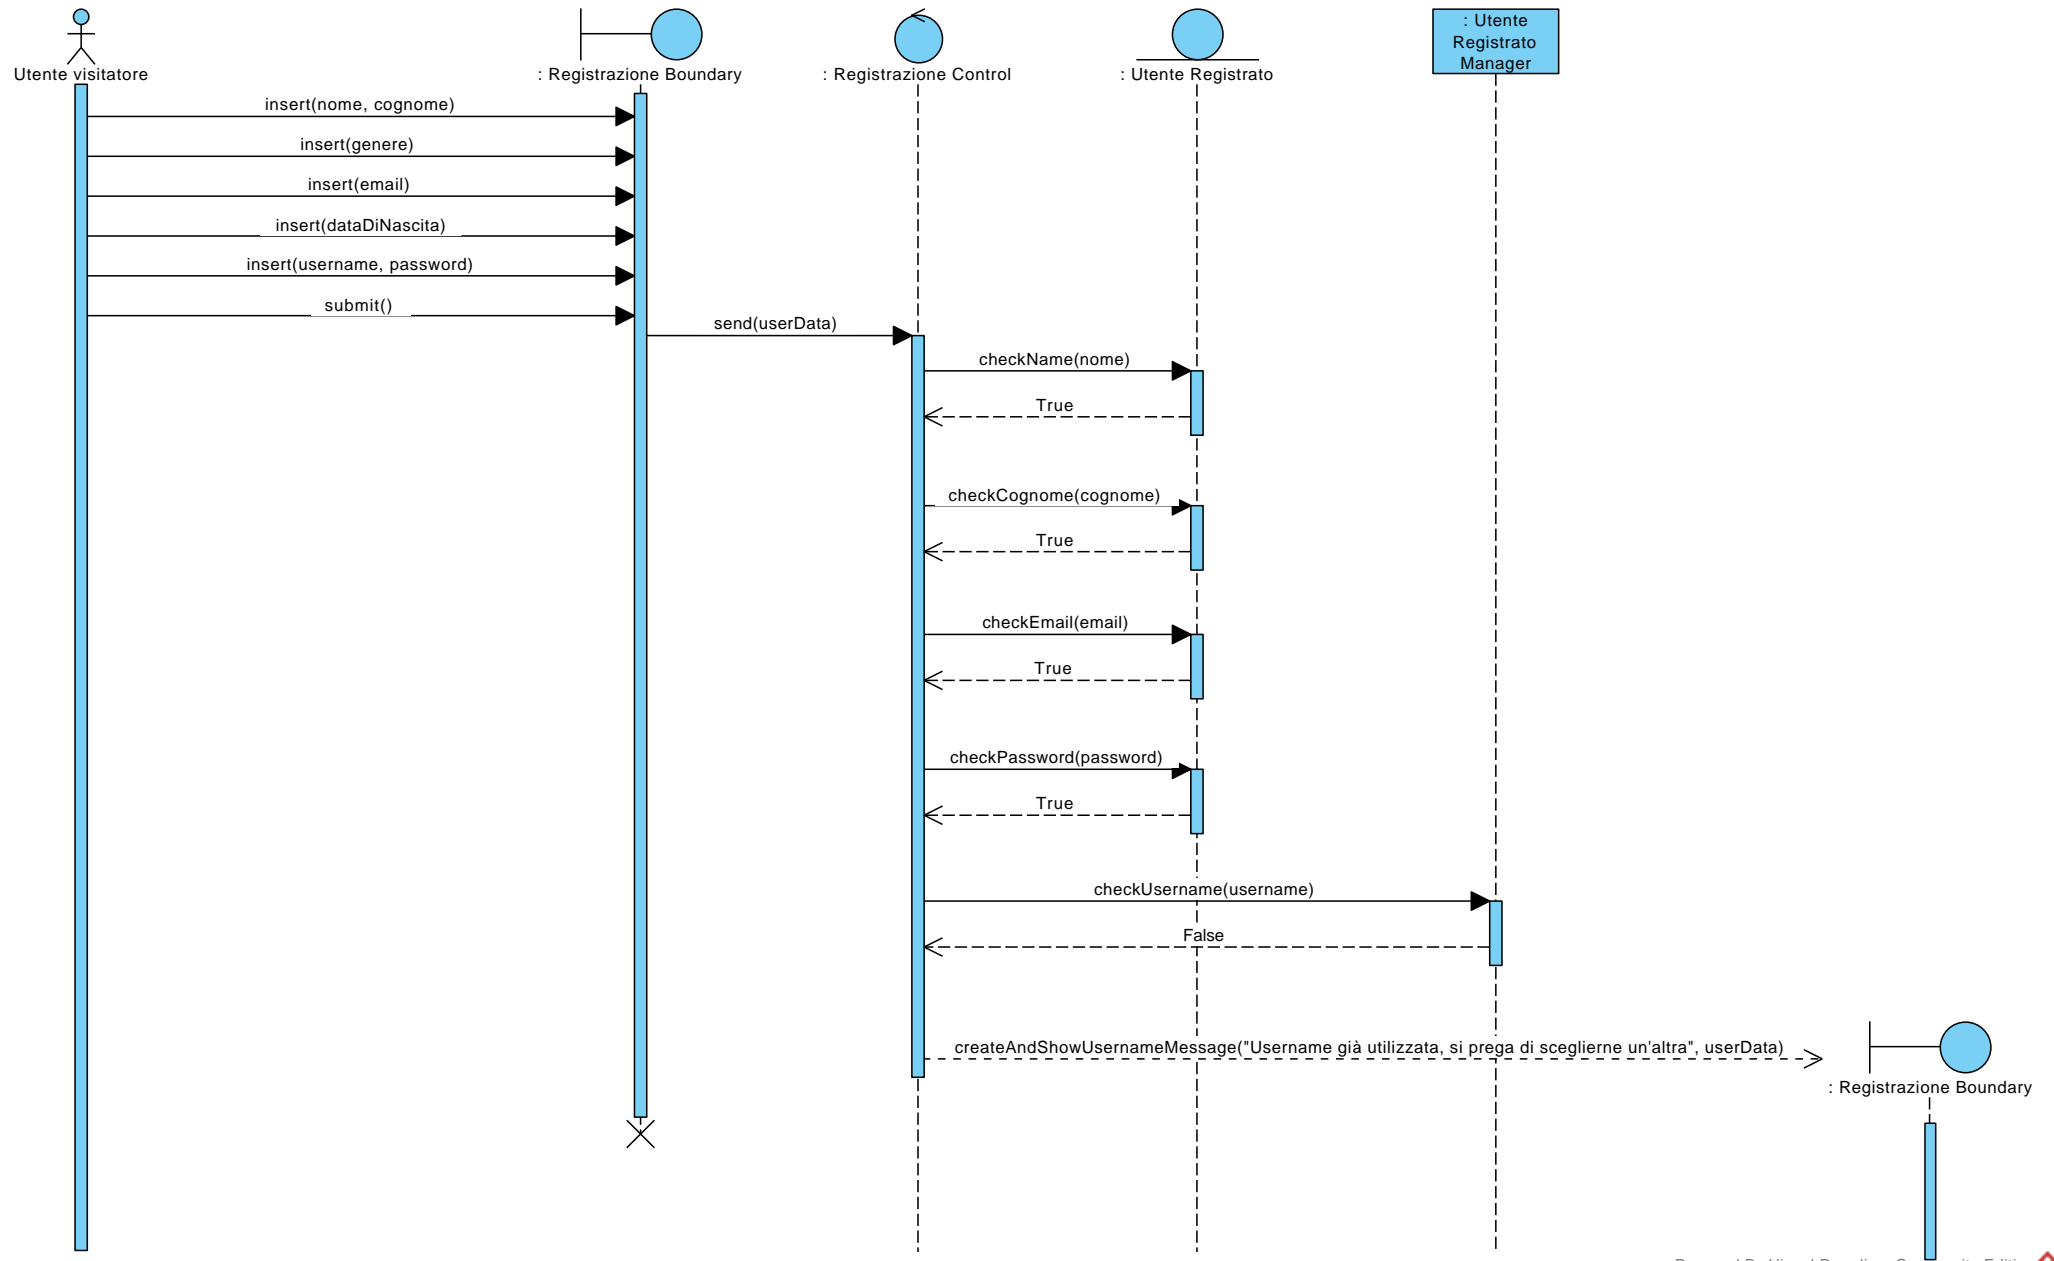 : Utente
Registrato
Manager
Utente visitatore
: Registrazione Boundary
: Registrazione Control
: Utente Registrato
insert(nome, cognome)
insert(genere)
insert(email)
insert(dataDiNascita)
insert(username, password)
submit()
send(userData)
checkName(nome)
True
checkCognome(cognome)
True
checkEmail(email)
True
checkPassword(password)
True
checkUsername(username)
False
createAndShowUsernameMessage("Username già utilizzata, si prega di sceglierne un'altra", userData)
: Registrazione Boundary